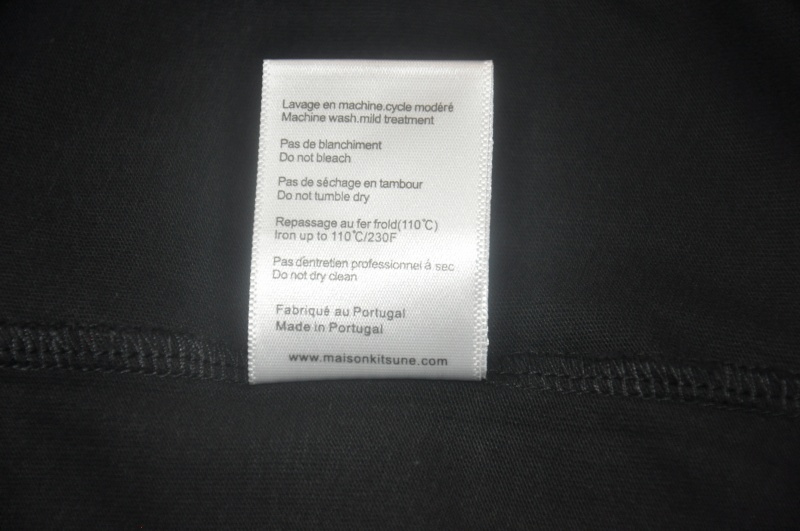 Lavage en machine.cycle modéré
Machine wash.mild treatment
Pas de blanchiment
Do not bleach
Pas de séchage en tambour
Do not tumble dry
Repassage au fer frold(110℃)
Iron up to 110℃/230F
Pas d'entretien professionnel à sec
Do not dry clean
Fabriqué au Portugal
Made in Portugal
www.maisonkitsune.com